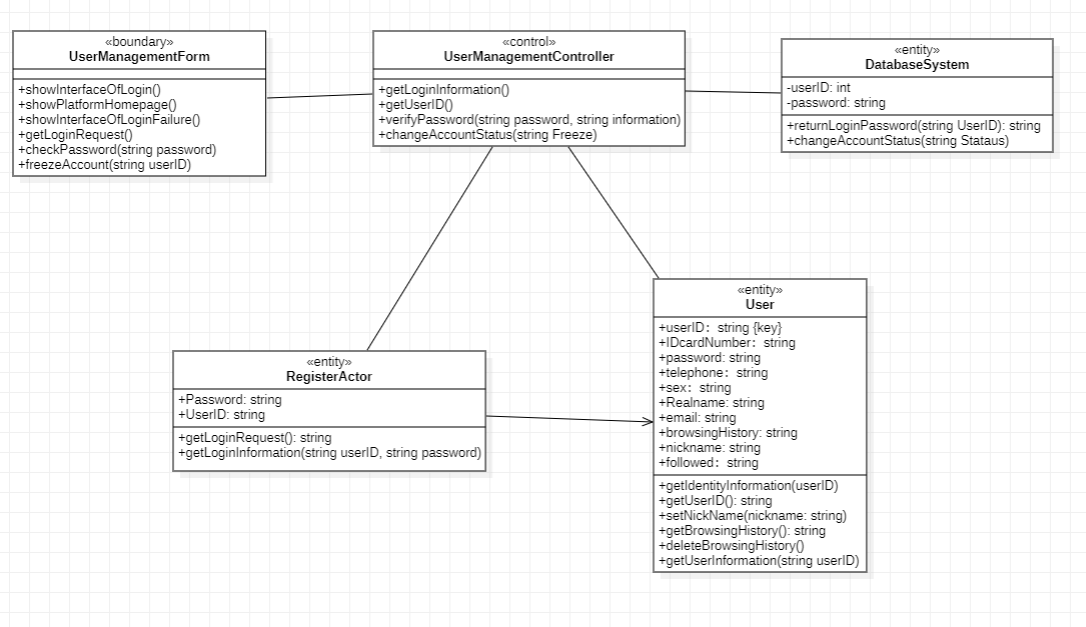 «boundary»
UserManagementForm
+showInterfaceOfLogin()
+showPlatformHomepage()
+showInterfaceOfLoginFailure()
+getLoginRequest()
+checkPassword(string password)
+freezeAccount(string userID)
«control»
UserManagementController
+getLoginInformation()
+getUserID()
+verifyPassword(string password, string information)
+changeAccountStatus(string Freeze)
«entity»
DatabaseSystem
-userID: int
-password: string
+returnLoginPassword(string UserID): string
+changeAccountStatus(string Stataus)
«entity»
RegisterActor
+Password: string
+UserID: string
+getLoginRequest(): string
+getLoginInformation(string userID, string password)
«entity»
User
+userID：string {key}
+IDcardNumber：string
+password: string
+telephone：string
+sex：string
+Realname: string
+email: string
+browsingHistory: string
+nickname: string
+followed：string
+getIdentityInformation(userID)
+getUserID(): string
+setNickName(nickname: string)
+getBrowsingHistory(): string
+deleteBrowsingHistory()
+getUserInformation(string userID)